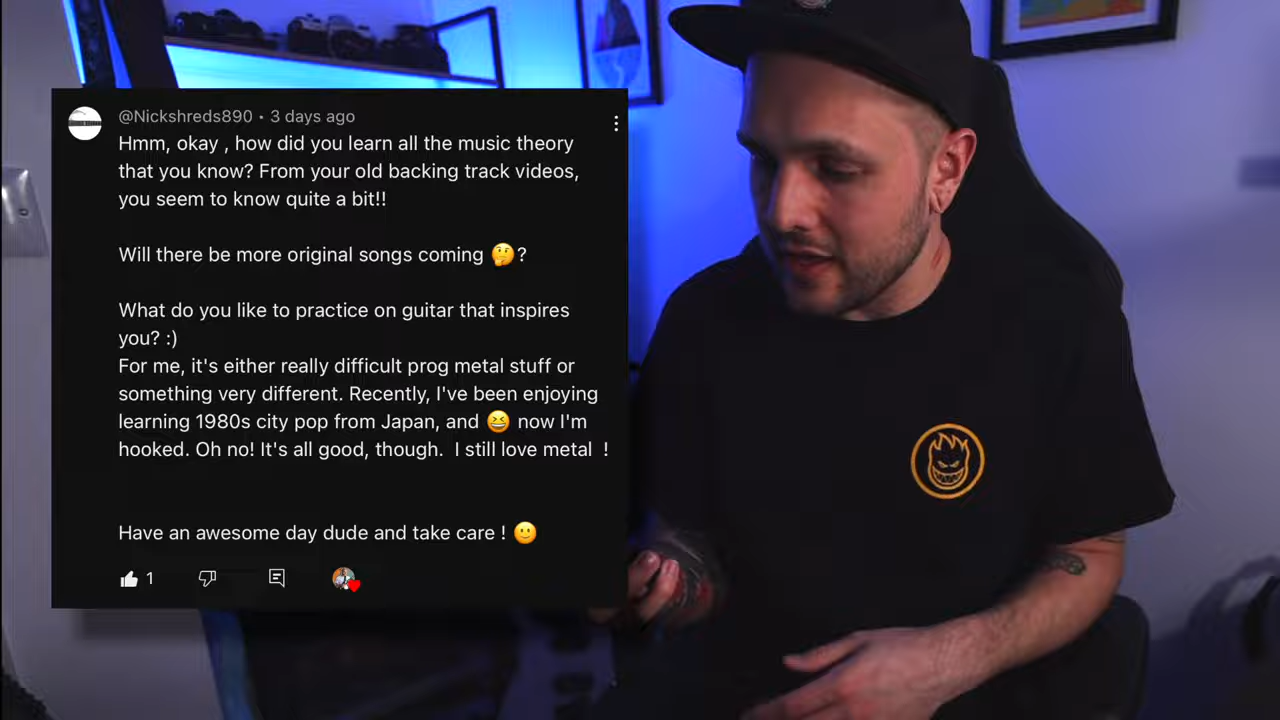 @Nickshreds890 • 3 days ago
Hmm, okay , how did you learn all the music theory
that you know? From your old backing track videos,
you seem to know quite a bit!!
Will there be more original songs coming 🤔?
What do you like to practice on guitar that inspires
you? :)
For me, it's either really difficult prog metal stuff or
something very different. Recently, I've been enjoying
learning 1980s city pop from Japan, and 😆 now I'm
hooked. Oh no! It's all good, though.  I still love metal  !
Have an awesome day dude and take care ! 🙂
1